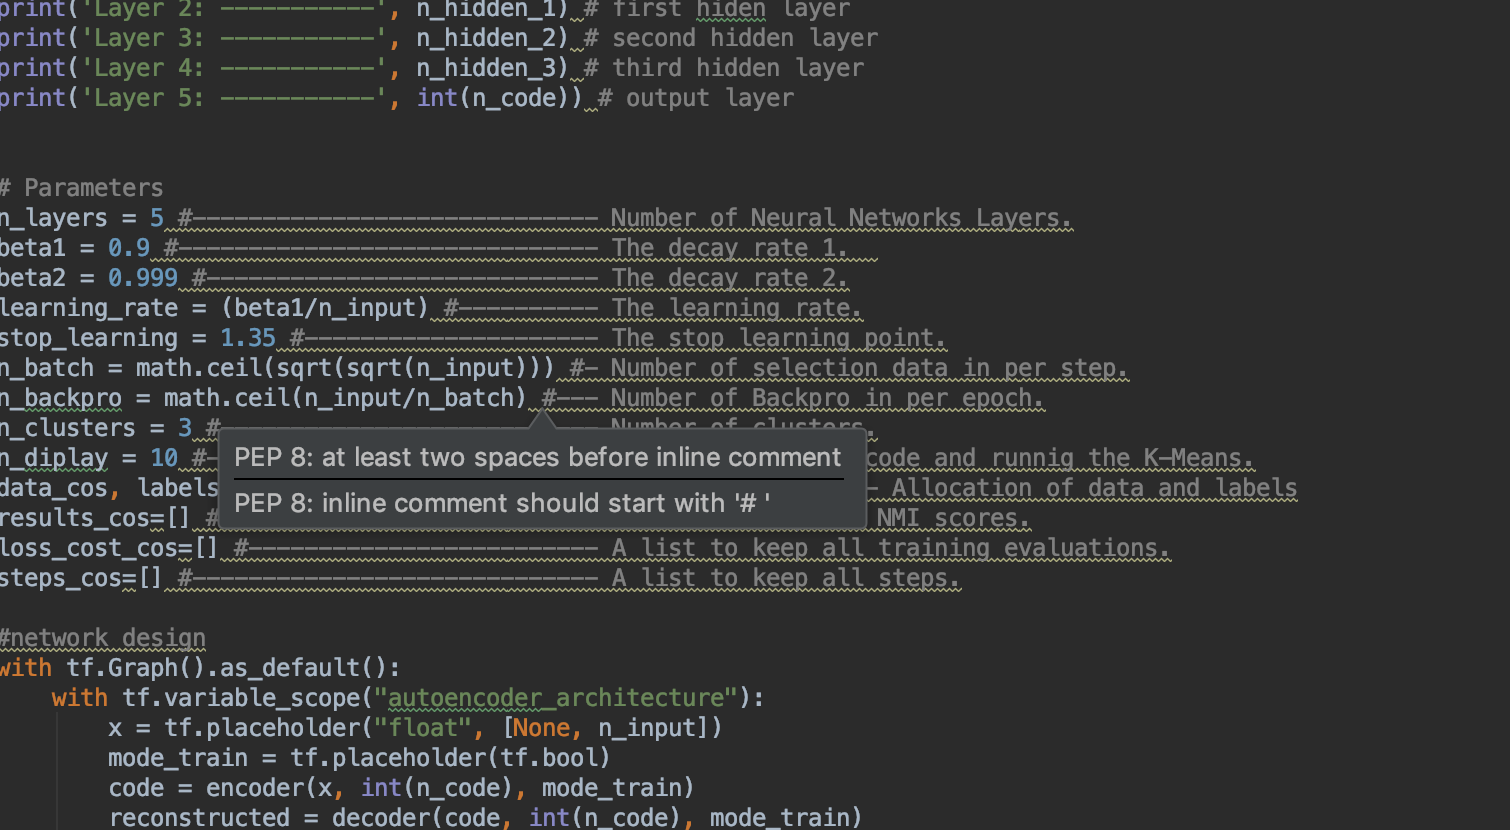 print('Layer 2: -----------', n_hidden_1) # first hiden layer
print('Layer 3: -----------', n_hidden_2) # second hidden layer
print('Layer 4: -----------', n_hidden_3) # third hidden layer
print('Layer 5: -----------', int(n_code)) # output layer
# Parameters
n_layers = 5 #----------------------------- Number of Neural Networks Layers.
beta1 = 0.9 #------------------------------ The decay rate 1.
beta2 = 0.999 #---------------------------- The decay rate 2.
learning_rate = (beta1/n_input) #---------- The learning rate.
stop_learning = 1.35 #--------------------- The stop learning point.
n_batch = math.ceil(sqrt(sqrt(n_input))) #- Number of selection data in per step.
n_backpro = math.ceil(n_input/n_batch) #--- Number of Backpro in per epoch.
n_clusters = 3 #--------------------------- Number of clusters.
n_diplay = 10 #- code and runnig the K-Means.
data_cos, labels - Allocation of data and labels
results_cos=[] # NMI scores.
PEP 8: at least two spaces before inline comment
PEP 8: inline comment should start with '# '
loss_cost_cos=[] #------------------------- A list to keep all training evaluations.
steps_cos=[] #----------------------------- A list to keep all steps.
#network design
with tf.Graph().as_default():
with tf.variable_scope("autoencoder_architecture"):
x = tf.placeholder("float", [None, n_input])
mode_train = tf.placeholder(tf.bool)
code = encoder(x, int(n_code), mode_train)
reconstructed = decoder(code, int(n_code), mode_train)